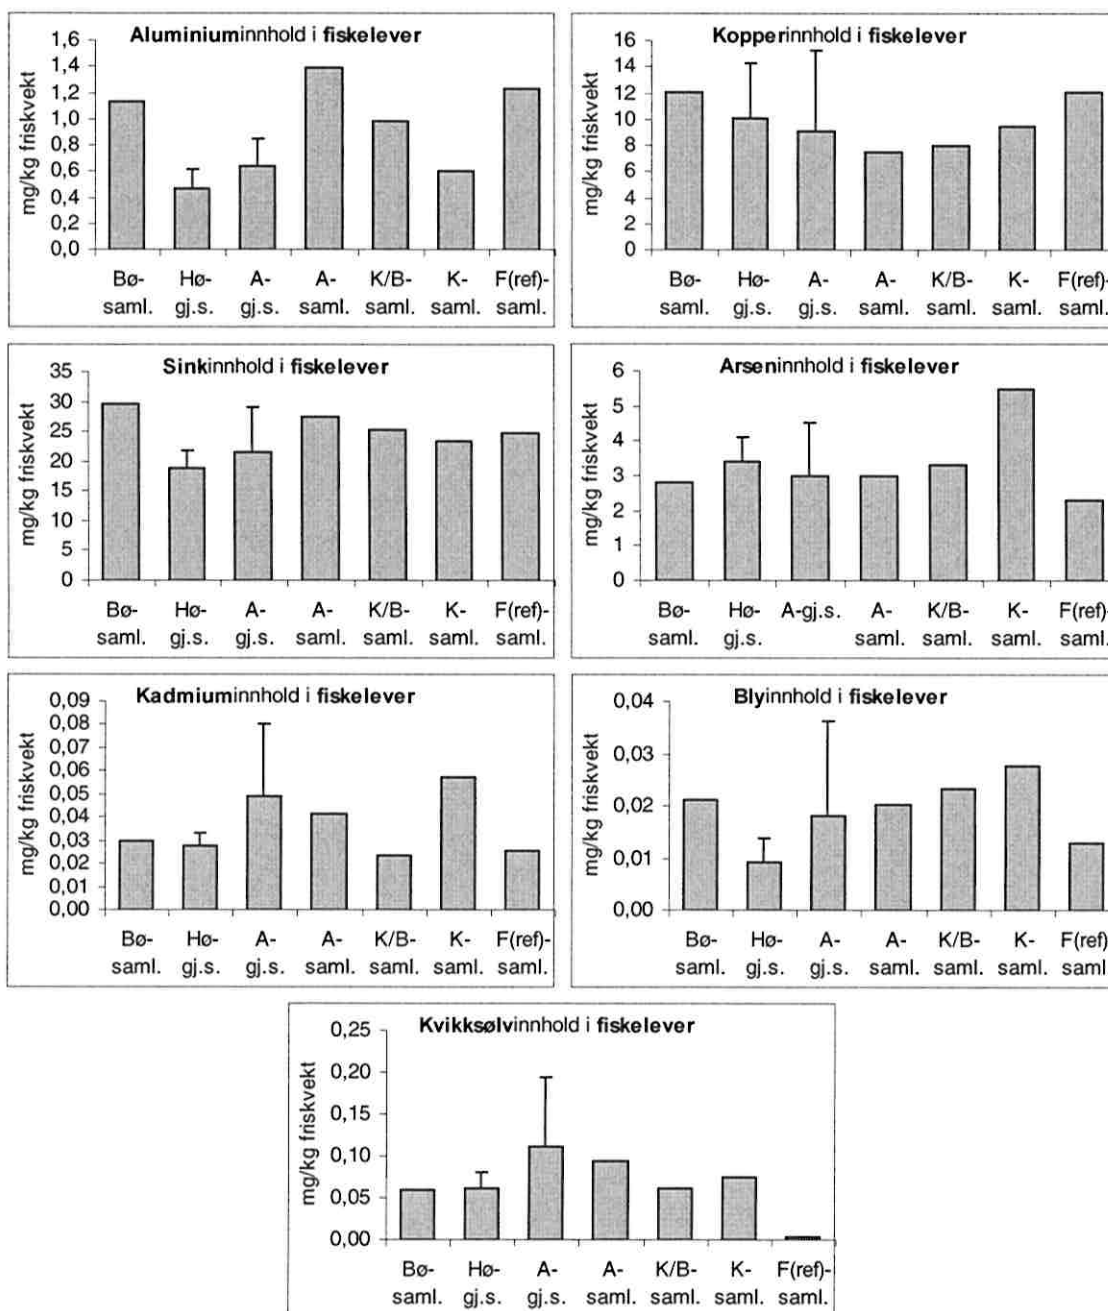 Aluminiuminnhold i fiskelever
mg/kg friskvekt
1,6
1,4
1,2
1,0
0,8
0,6
0,4
0,2
0,0
Bø- Hø- A- A- K/B- K- F(ref)-
saml. gj.s. gj.s. saml. saml. saml. saml.
Kopperinnhold i fiskelever
mg/kg friskvekt
16
14
12
10
8
6
4
2
0
Bø- Hø- A- A- K/B- K- F(ref)-
saml. gj.s. gj.s. saml. saml. saml. saml.
Sinkinnhold i fiskelever
mg/kg friskvekt
35
30
25
20
15
10
5
0
Bø- Hø- A- A- K/B- K- F(ref)-
saml. gj.s. gj.s. saml. saml. saml. saml.
Arseninnhold i fiskelever
mg/kg friskvekt
6
5
4
3
2
1
0
Bø- Hø- A-gj.s. A- K/B- K- F(ref)-
saml. gj.s. saml. saml. saml. saml.
Kadmiuminnhold i fiskelever
mg/kg friskvekt
0,09
0,08
0,07
0,06
0,05
0,04
0,03
0,02
0,01
0,00
Bø- Hø- A- A- K/B- K- F(ref)-
saml. gj.s. gj.s. saml. saml. saml. saml.
Blyinnhold i fiskelever
mg/kg friskvekt
0,04
0,03
0,02
0,01
0,00
Bø- Hø- A- A- K/B- K- F(ref)
saml. gj.s. gj.s. saml. saml. saml. saml
Kvikksølvinnhold i fiskelever
mg/kg friskvekt
0,25
0,20
0,15
0,10
0,05
0,00
Bø- Hø- A- A- K/B- K- F(ref)-
saml. gj.s. gj.s. saml. saml. saml. saml.